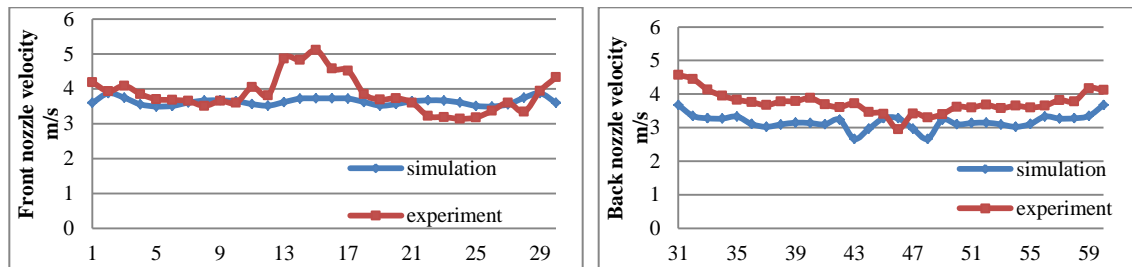 Front nozzle velocity
m/s
6
5
4
3
2
1
0
1 5 9 13 17 21 25 29
simulation
experiment
Back nozzle velocity
m/s
6
5
4
3
2
1
0
31 35 39 43 47 51 55 59
simulation
experiment